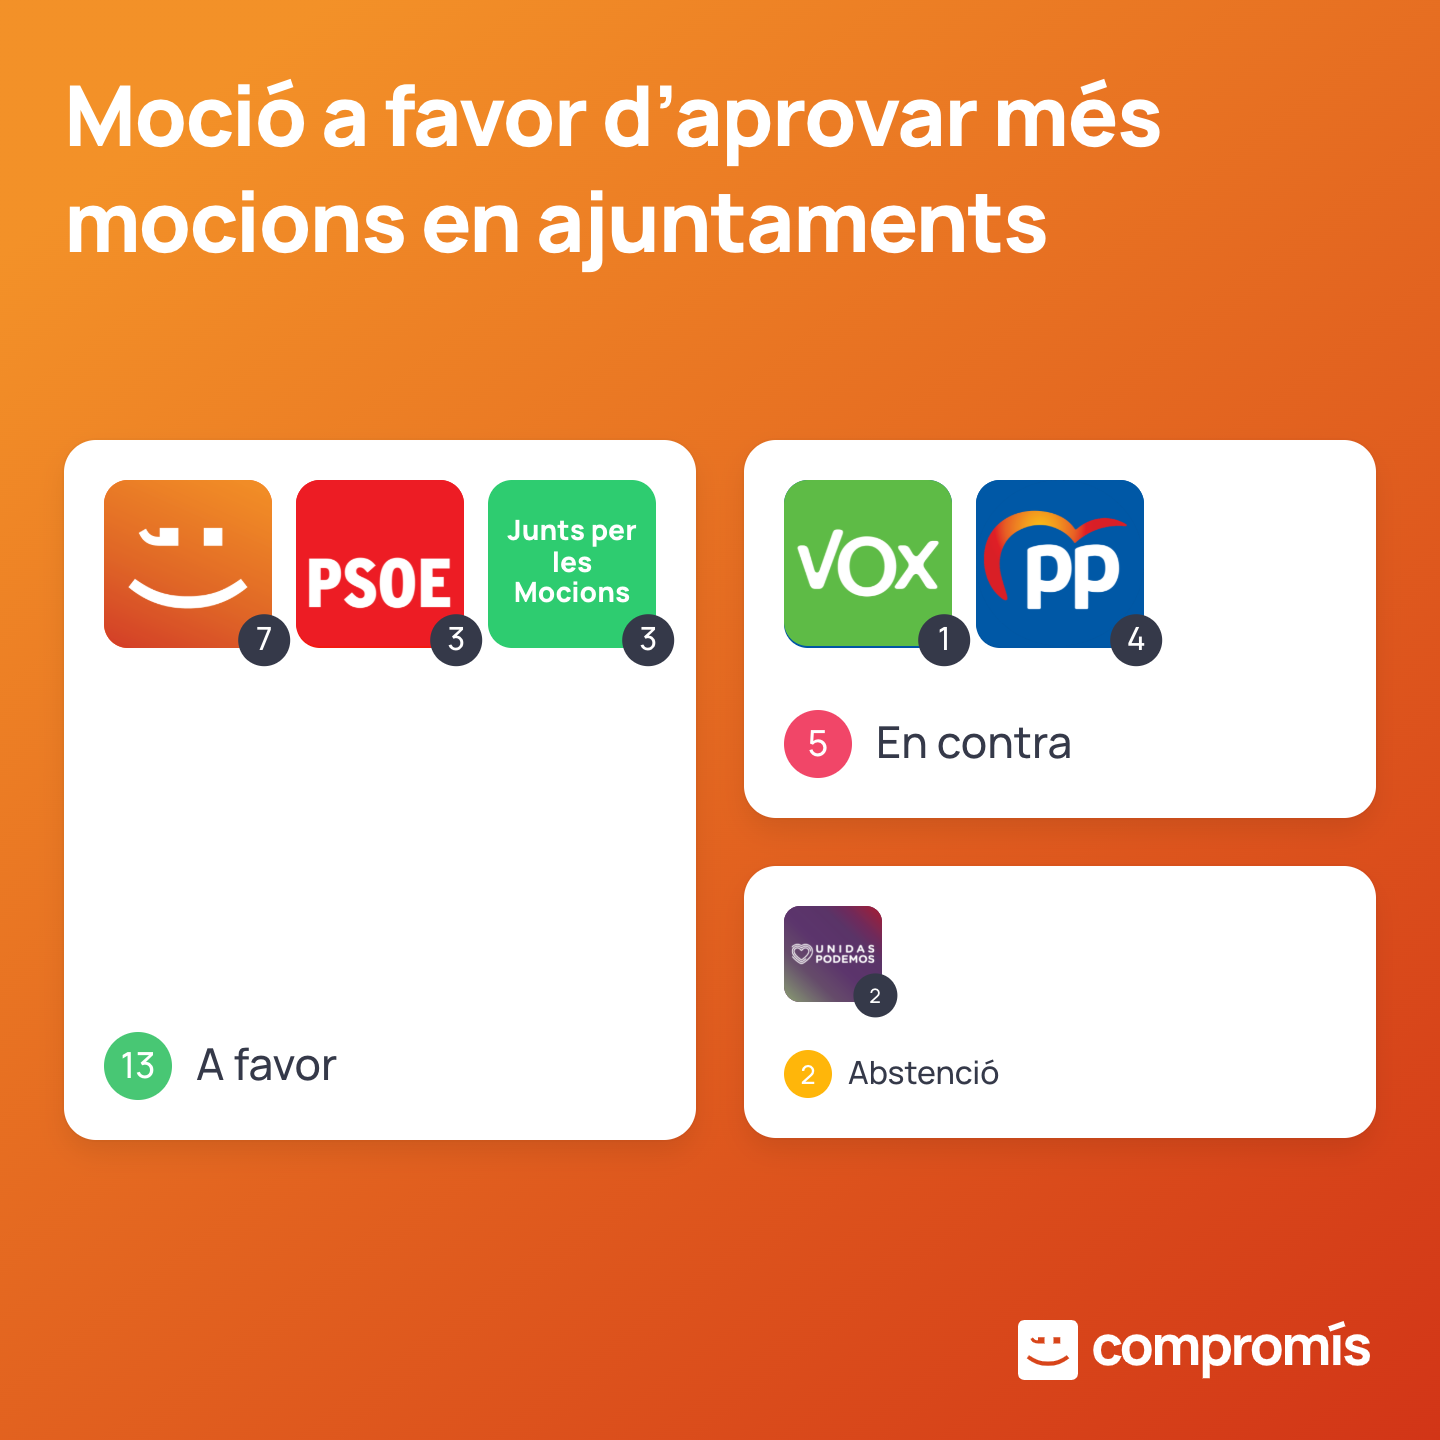 Moció a favor d’aprovar més
mocions en ajuntaments
PSOE
Junts per
les
Mocions
7
3
3
13 A favor
VOX
pp
1
4
5 En contra
UNIDAS
PODEMOS
2
2 Abstenció
compromís